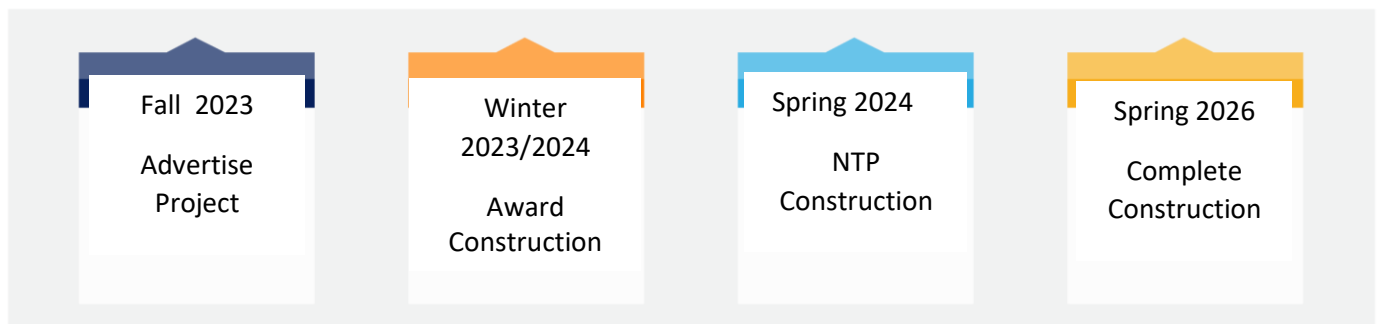 Fall 2023
Advertise
Project
Winter
2023/2024
Award
Construction
Spring 2024
NTP
Construction
Spring 2026
Complete
Construction